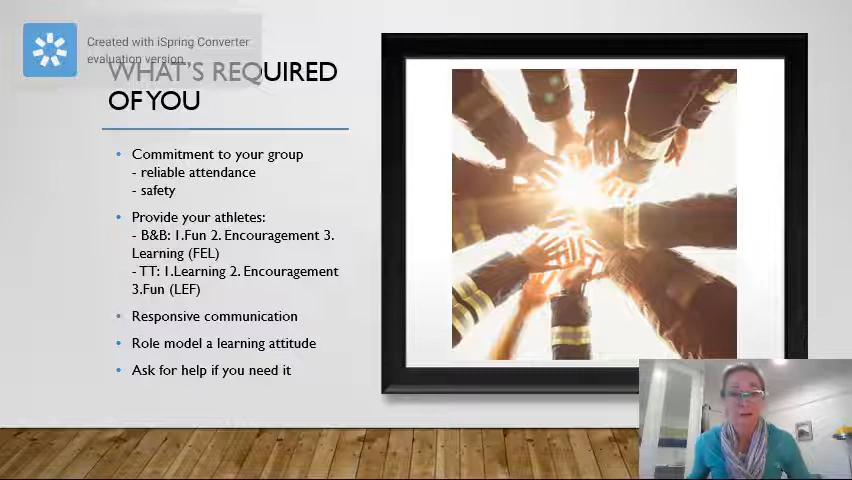 Created with iSpring Converter
evaluation version
WHAT'S REQUIRED
OF YOU
• Commitment to your group
- reliable attendance
- safety
• Provide your athletes:
- B&B: 1.Fun 2. Encouragement 3.
Learning (FEL)
- TT: 1.Learning 2. Encouragement
3.Fun (LEF)
• Responsive communication
• Role model a learning attitude
• Ask for help if you need it